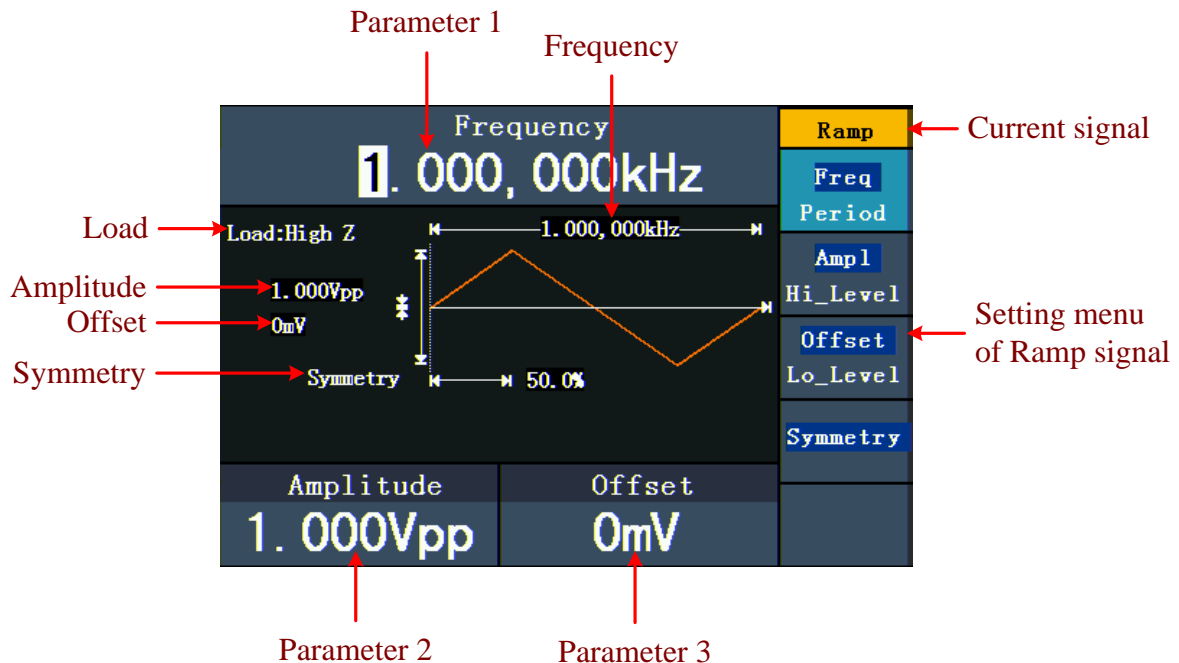 Parameter 1
Frequency
Frequency
1.000,000kHz
Ramp
Current signal
Freq
Period
Load
Load:High Z
1.000,000kHz
Ampl
Hi_Level
Amplitude
1.000Vpp
Offset
0mV
Setting menu
of Ramp signal
Offset
Lo_Level
Symmetry
Symmetry
50.0%
Symmetry
Amplitude
Offset
1.000Vpp
0mV
Parameter 2
Parameter 3